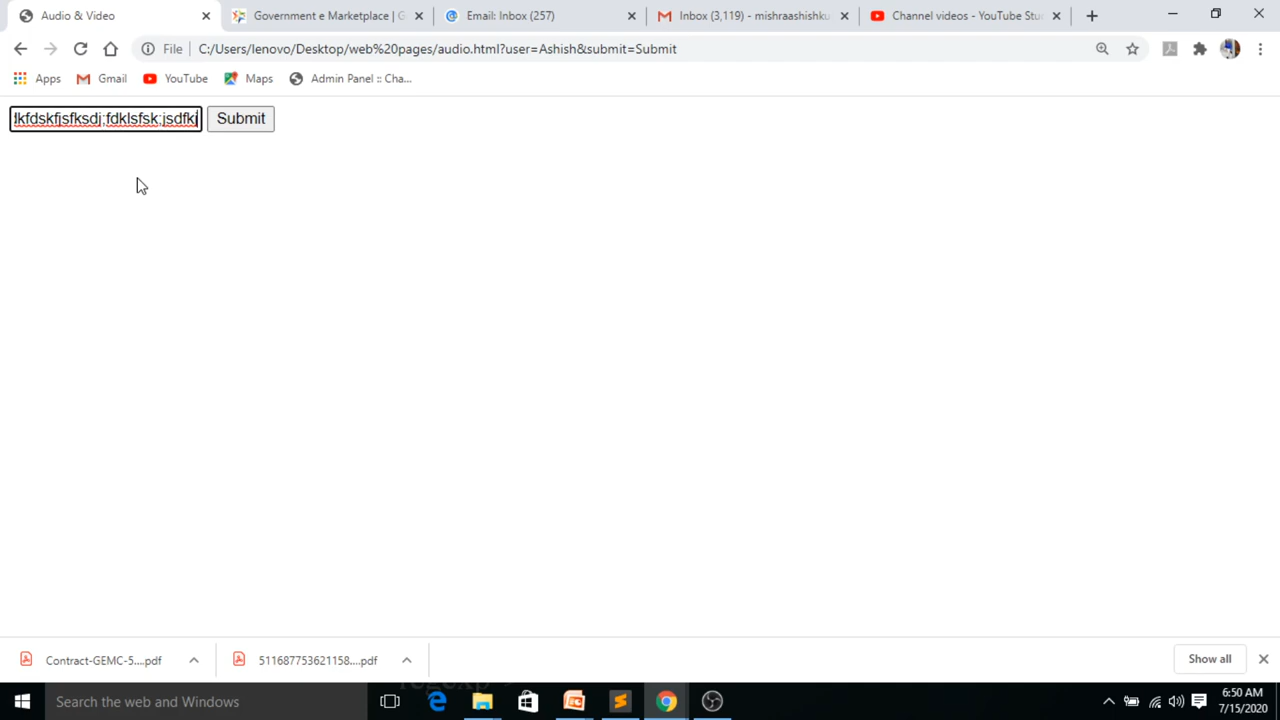 Audio & Video
Government e Marketplace | G
Email: Inbox (257)
Inbox (3,119) - mishraashishku
Channel videos - YouTube Stu
File
C:/Users/lenovo/Desktop/web%20pages/audio.html?user=Ashish&submit=Submit
Apps
Gmail
YouTube
Maps
Admin Panel :: Cha...
lkfdskfjsfksdj;fdklsfsk;jsdfkj
Submit
Contract-GEMC-5....pdf
511687753621158....pdf
Show all
Search the web and Windows
6:50 AM
7/15/2020